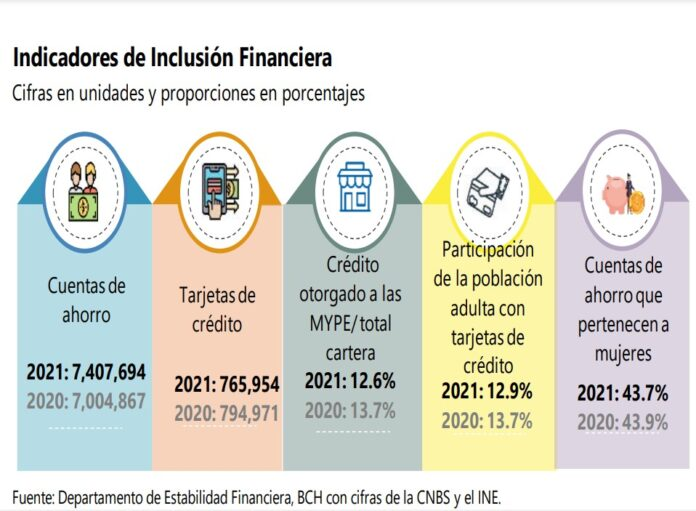 Indicadores de Inclusión Financiera
Cifras en unidades y proporciones en porcentajes
Cuentas de
ahorro
2021: 7,407,694
2020: 7,004,867
Tarjetas de
crédito
2021: 765,954
2020: 794,971
Crédito
otorgado a las
MYPE/total
cartera
2021: 12.6%
2020: 13.7%
Participación
de la población
adulta con
tarjetas de
crédito
2021: 12.9%
2020: 13.7%
Cuentas de
ahorro que
pertenecen a
mujeres
2021: 43.7%
2020: 43.9%
Fuente: Departamento de Estabilidad Financiera, BCH con cifras de la CNBS y el INE.